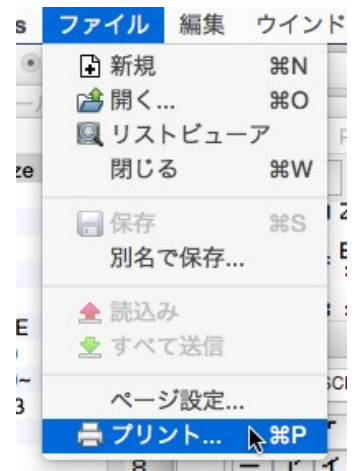 s ファイル 編集 ウインド
新規 ⌘N
開く... ⌘O
リストビューア
閉じる ⌘W
保存 ⌘S
別名で保存...
読込み
すべて送信
ページ設定...
プリント... ⌘P